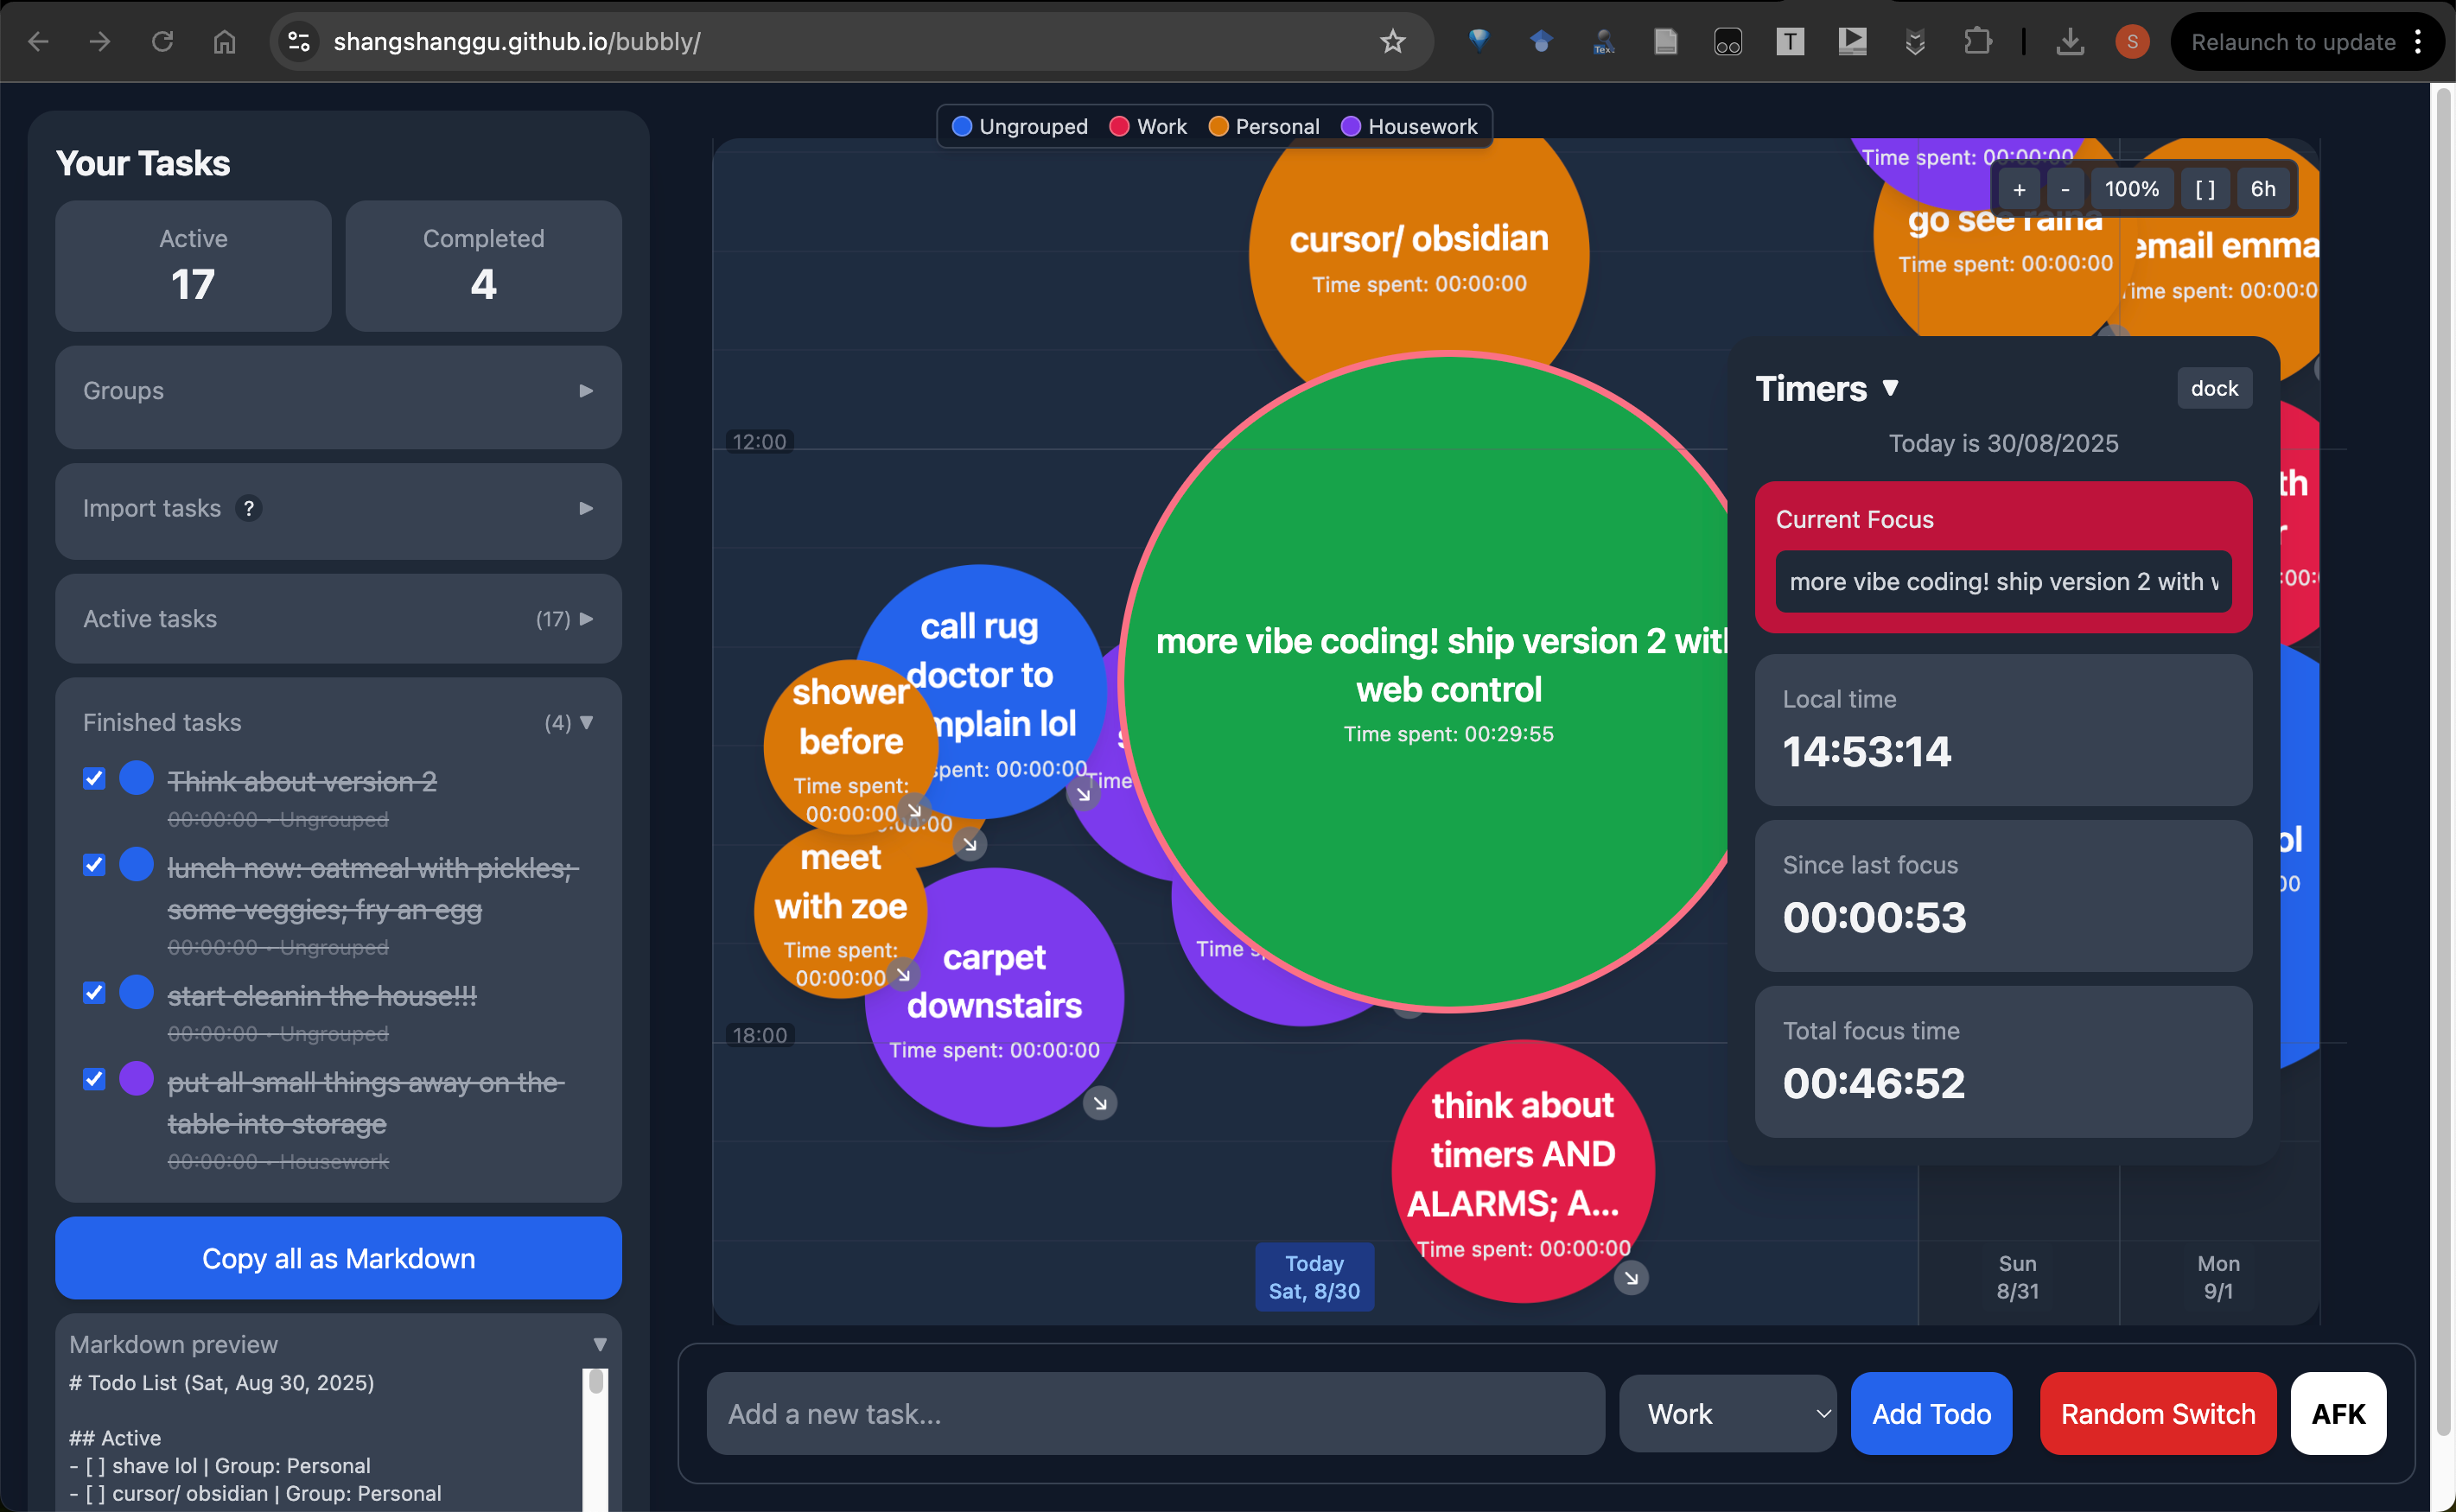 shangshanggu.github.io/bubbly/
T
Text
S
Relaunch to update
Your Tasks
Active
17
Completed
4
Groups
Import tasks ?
Active tasks (17)
Finished tasks (4)
Think about version 2
00:00:00 • Ungrouped
lunch now: oatmeal with pickles;
some veggies; fry an egg
00:00:00 • Ungrouped
start cleanin the house!!!
00:00:00 • Ungrouped
put all small things away on the
table into storage
00:00:00 • Housework
Copy all as Markdown
Markdown preview
# Todo List (Sat, Aug 30, 2025)
## Active
- [ ] shave lol | Group: Personal
- [ ] cursor/ obsidian | Group: Personal
Ungrouped Work Personal Housework
Time spent: 00:00:00
+ - 100% [ ] 6h
cursor/ obsidian
Time spent: 00:00:00
go see raina
Time spent: 00:00:00
email emma
Time spent: 00:00:0
12:00
call rug
doctor to
mplain lol
spent: 00:00:00
shower
before
Time spent:
00:00:00
00:00
Time
meet
with zoe
Time spent:
00:00:00
carpet
downstairs
Time spent: 00:00:00
Time s
more vibe coding! ship version 2 with
web control
Time spent: 00:29:55
18:00
think about
timers AND
ALARMS; A...
Time spent: 00:00:00
Today
Sat, 8/30
Sun
8/31
Mon
9/1
Timers
dock
Today is 30/08/2025
Current Focus
more vibe coding! ship version 2 with
Local time
14:53:14
Since last focus
00:00:53
Total focus time
00:46:52
th
r
:00:
ol
00
Add a new task...
Work
Add Todo
Random Switch
AFK